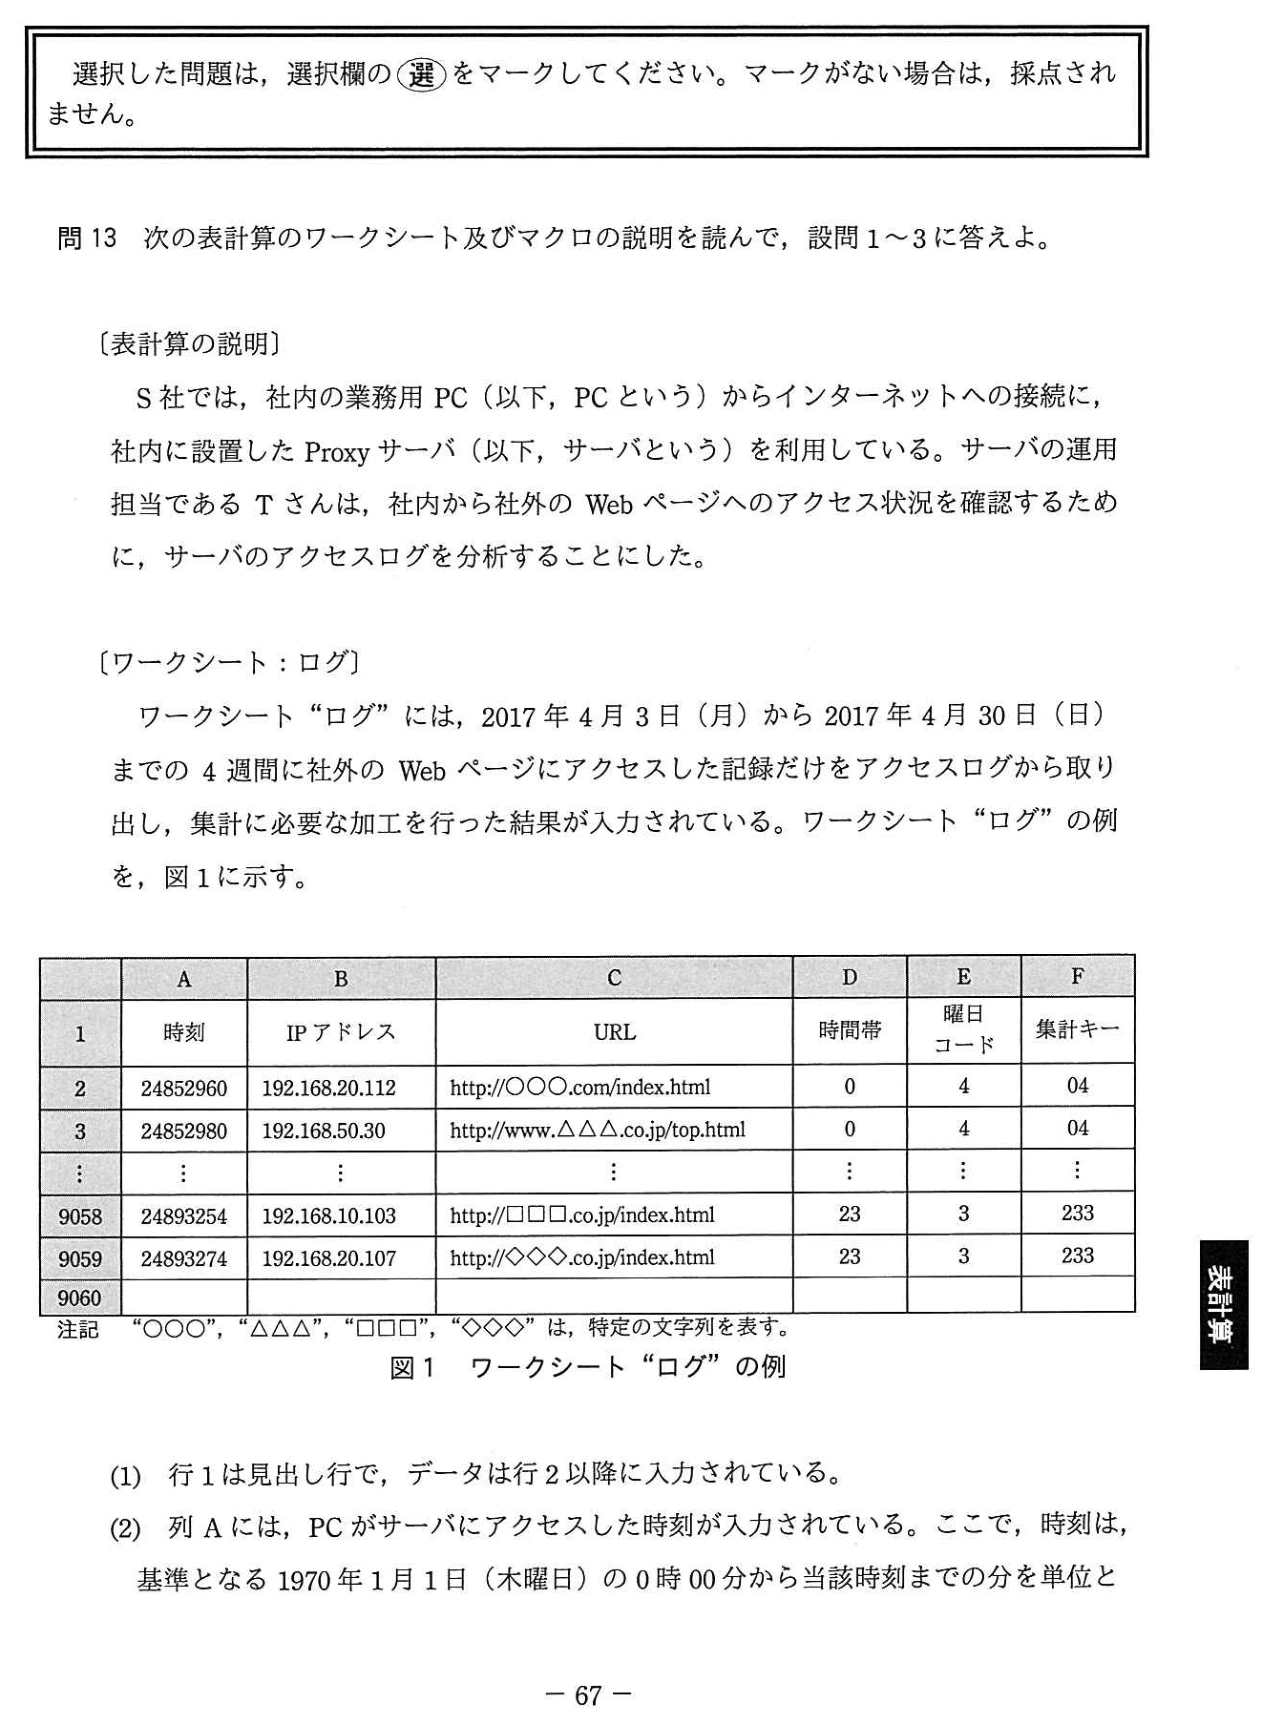 選択した問題は，選択欄の㊟をマークしてください。マークがない場合は，採点され
ません。
問13　次の表計算のワークシート及びマクロの説明を読んで，設問1～3に答えよ。
〔表計算の説明〕
S社では，社内の業務用 PC（以下，PC という）からインターネットへの接続に，
社内に設置した Proxy サーバ（以下，サーバという）を利用している。サーバの運用
担当である T さんは，社内から社外の Web ページへのアクセス状況を確認するため
に，サーバのアクセスログを分析することにした。
〔ワークシート：ログ〕
ワークシート“ログ”には，2017 年 4 月 3 日（月）から 2017 年 4 月 30 日（日）
までの 4 週間に社外の Web ページにアクセスした記録だけをアクセスログから取り
出し，集計に必要な加工を行った結果が入力されている。ワークシート“ログ”の例
を，図1に示す。
A B C D E F
1 時刻 IP アドレス URL 時間帯 曜日コード 集計キー
2 24852960 192.168.20.112 http://○○○.com/index.html 0 4 04
3 24852980 192.168.50.30 http://www.△△△.co.jp/top.html 0 4 04
⋮ ⋮ ⋮ ⋮ ⋮ ⋮ ⋮
9058 24893254 192.168.10.103 http://□□□.co.jp/index.html 23 3 233
9059 24893274 192.168.20.107 http://◇◇◇.co.jp/index.html 23 3 233
9060
注記　“○○○”，“△△△”，“□□□”，“◇◇◇”は，特定の文字列を表す。
図1　ワークシート“ログ”の例
表計算
(1)　行1は見出し行で，データは行2以降に入力されている。
(2)　列 A には，PC がサーバにアクセスした時刻が入力されている。ここで，時刻は，
基準となる 1970 年 1 月 1 日（木曜日）の 0 時 00 分から当該時刻までの分を単位と
－ 67 －